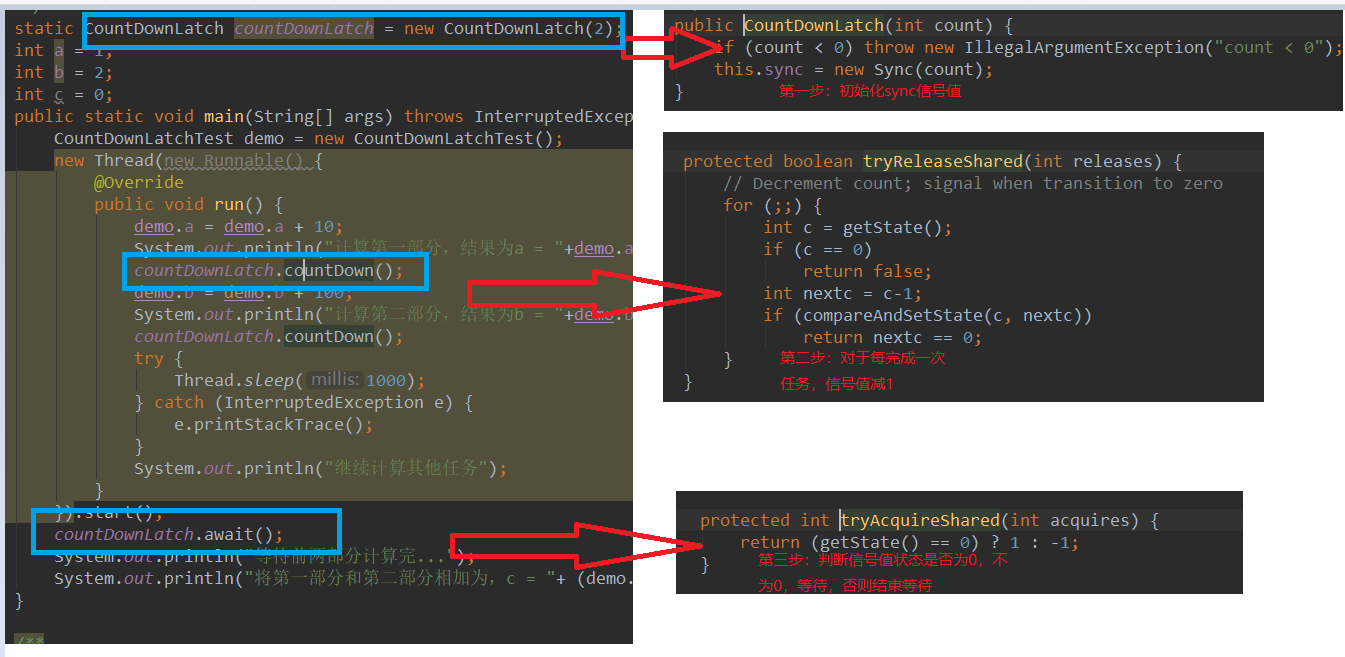 static CountDownLatch countDownLatch = new CountDownLatch(2);
int a = 1;
int b = 2;
int c = 0;
public static void main(String[] args) throws InterruptedExcep
CountDownLatchTest demo = new CountDownLatchTest();
new Thread(new Runnable() {
@Override
public void run() {
demo.a = demo.a + 10;
System.out.println("计算第一部分，结果为a = "+demo.a
countDownLatch.countDown();
demo.b = demo.b + 100;
System.out.println("计算第二部分，结果为b = "+demo.b
countDownLatch.countDown();
try {
Thread.sleep( millis: 1000);
} catch (InterruptedException e) {
e.printStackTrace();
}
System.out.println("继续计算其他任务");
}
}).start();
countDownLatch.await();
System.out.println("等待前两部分计算完...");
System.out.println("将第一部分和第二部分相加为，c = "+ (demo.
}
/**
public CountDownLatch(int count) {
if (count < 0) throw new IllegalArgumentException("count < 0");
this.sync = new Sync(count);
}
第一步：初始化sync信号值
protected boolean tryReleaseShared(int releases) {
// Decrement count; signal when transition to zero
for (;;) {
int c = getState();
if (c == 0)
return false;
int nextc = c-1;
if (compareAndSetState(c, nextc))
return nextc == 0;
}
第二步：对于每完成一次
任务，信号值减1
}
protected int tryAcquireShared(int acquires) {
return (getState() == 0) ? 1 : -1;
}
第三步：判断信号值状态是否为0，不
为0，等待，否则结束等待